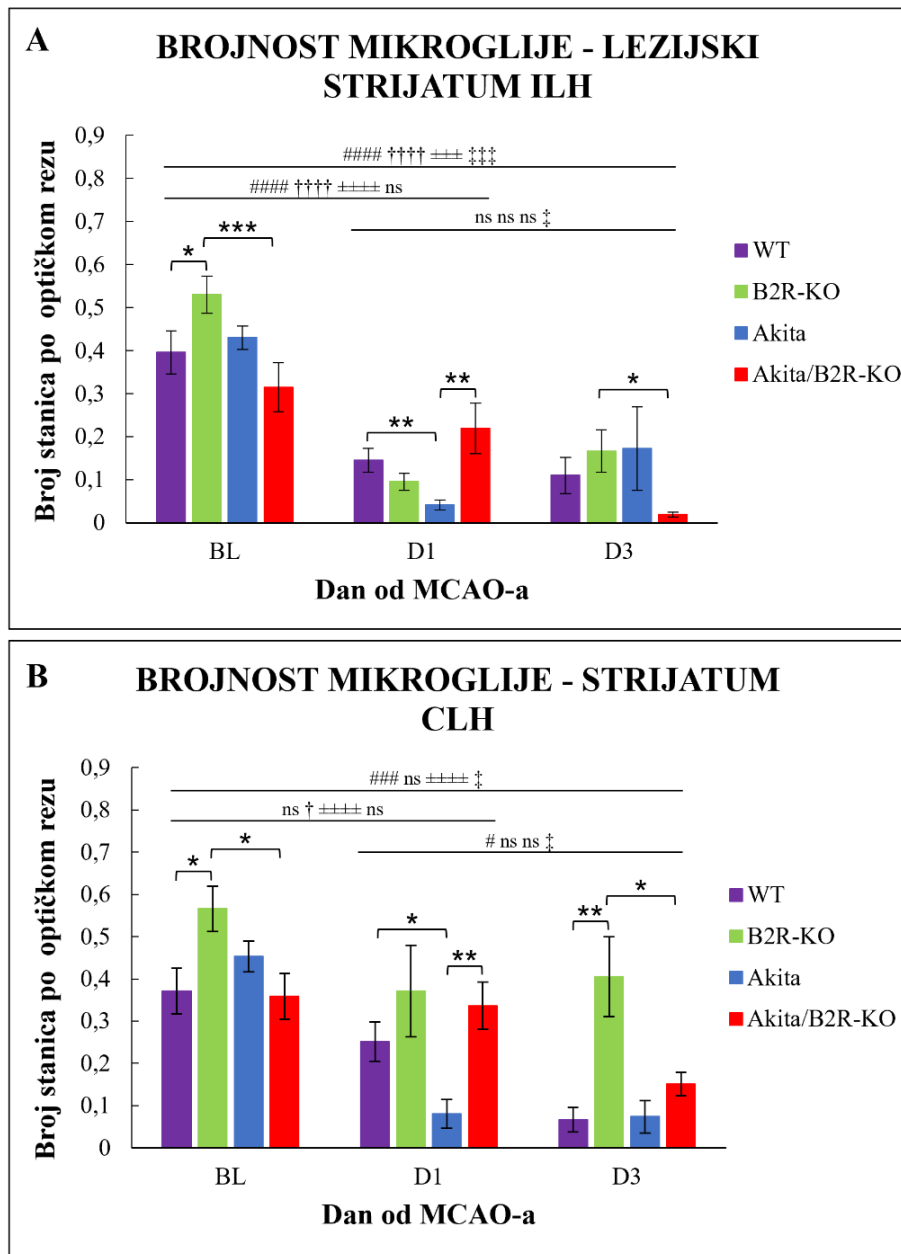 A
BROJNOST MIKROGLIJE - LEZIJSKI
STRIJATUM ILH
Broj stanica po optičkom rezu
0,9
0,8
0,7
0,6
0,5
0,4
0,3
0,2
0,1
0
#### †††† ±±± ‡‡‡
#### †††† ±±±± ns
ns ns ns ‡
* ***
** **
*
WT
B2R-KO
Akita
Akita/B2R-KO
BL D1 D3
Dan od MCAO-a
B
BROJNOST MIKROGLIJE - STRIJATUM
CLH
Broj stanica po optičkom rezu
0,9
0,8
0,7
0,6
0,5
0,4
0,3
0,2
0,1
0
### ns ±±±± ‡
ns † ±±±± ns
# ns ns ‡
* *
* **
** *
WT
B2R-KO
Akita
Akita/B2R-KO
BL D1 D3
Dan od MCAO-a